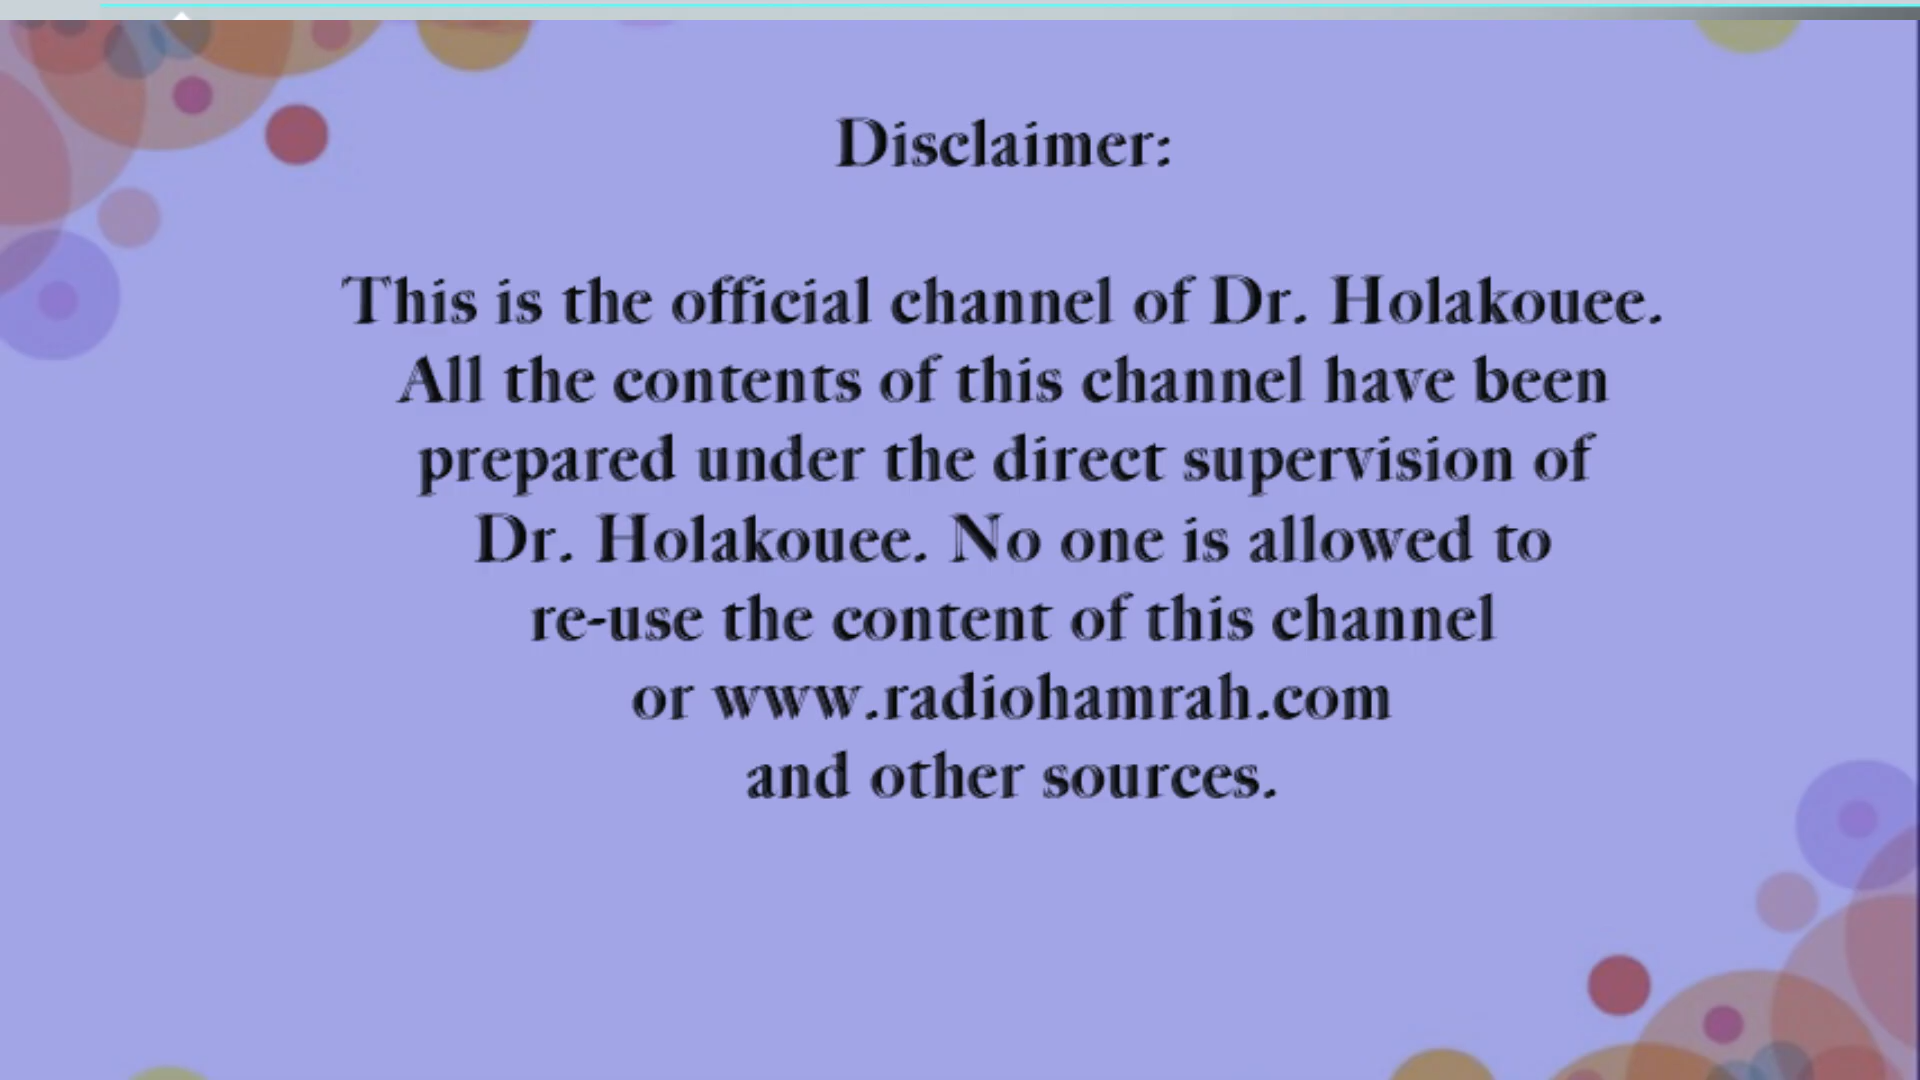 Disclaimer:
This is the official channel of Dr. Holakouee.
All the contents of this channel have been
prepared under the direct supervision of
Dr. Holakouee. No one is allowed to
re-use the content of this channel
or www.radiohamrah.com
and other sources.